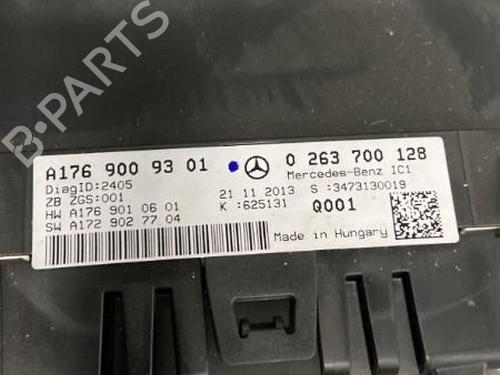 B-PARTS
A176 900 93 01
0 263 700 128
DiagID:2405
Mercedes-Benz IC1
ZB ZGS:001
21 11 2013
S :3473130019
HW A176 901 06 01
K :625131
Q001
SW A172 902 77 04
Made in Hungary